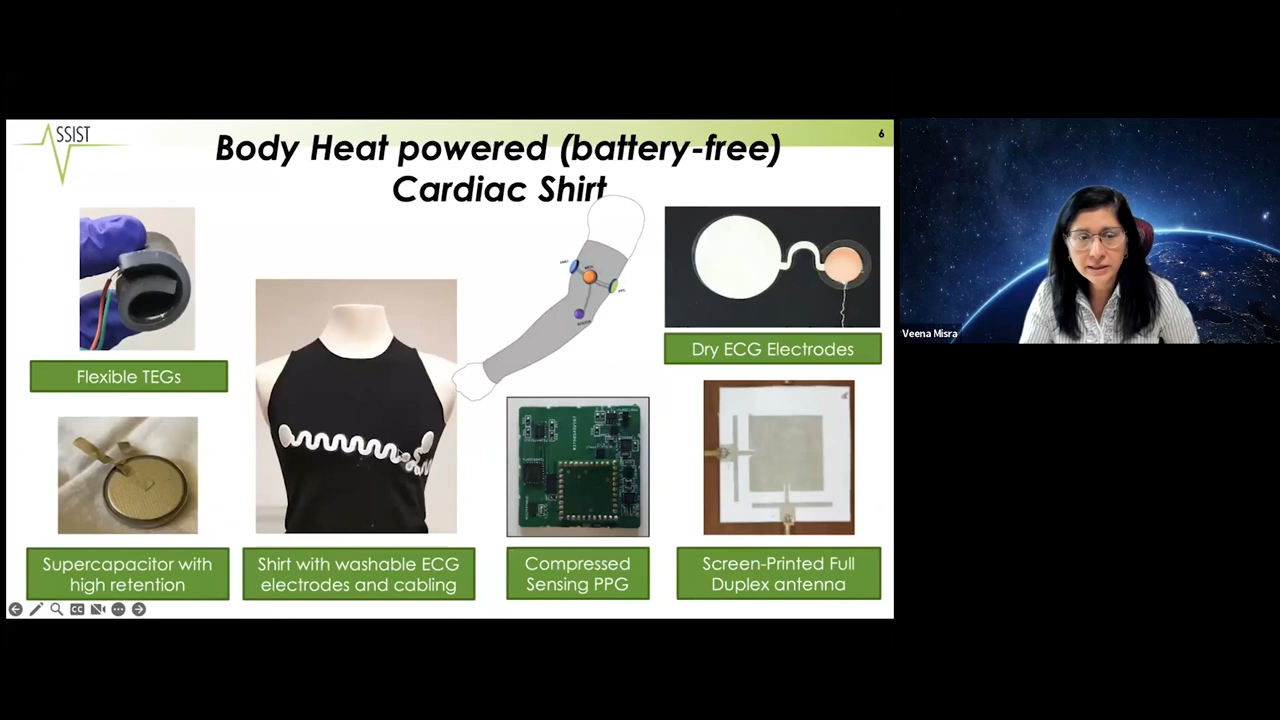 SSIST
6
Body Heat powered (battery-free)
Cardiac Shirt
Flexible TEGs
Dry ECG Electrodes
Supercapacitor with
high retention
Shirt with washable ECG
electrodes and cabling
Compressed
Sensing PPG
Screen-Printed Full
Duplex antenna
CC
Veena Misra